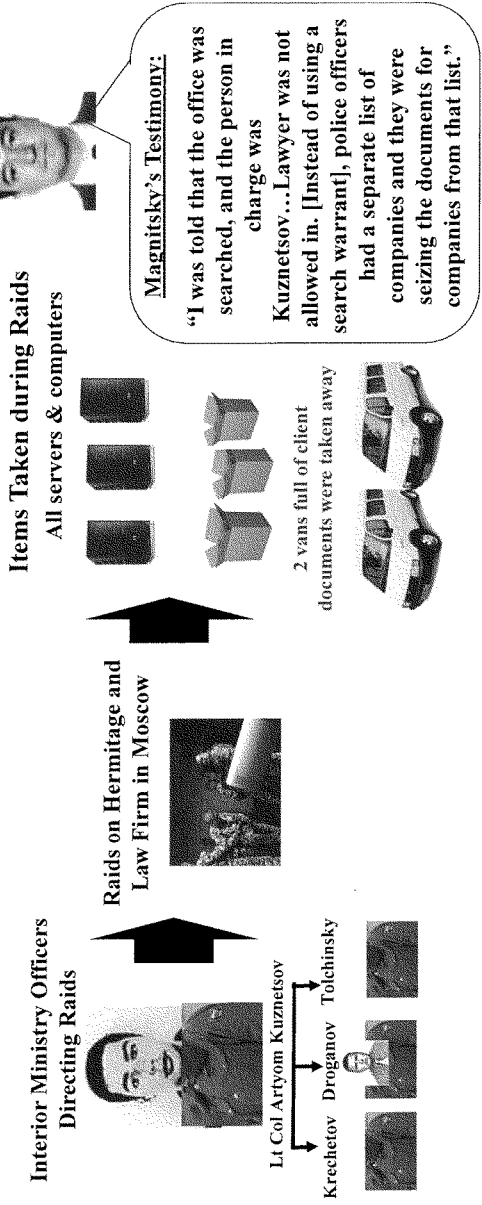 Interior Ministry Officers
Directing Raids
Lt Col Artyom Kuznetsov
Krechetov
Droganov
Tolchinsky
Raids on Hermitage and
Law Firm in Moscow
Items Taken during Raids
All servers & computers
2 vans full of client
documents were taken away
Magnitsky's Testimony:
"I was told that the office was
searched, and the person in
charge was
Kuznetsov…Lawyer was not
allowed in. [Instead of using a
search warrant], police officers
had a separate list of
companies and they were
seizing the documents for
companies from that list."